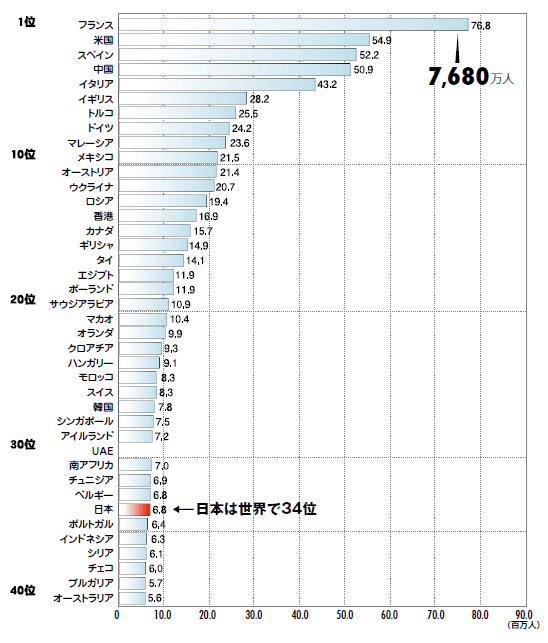 1位
フランス 76.8
米国 54.9
スペイン 52.2
中国 50.9
7,680万人
イタリア 43.2
イギリス 28.2
トルコ 25.5
ドイツ 24.2
マレーシア 23.6
10位
メキシコ 21.5
オーストリア 21.4
ウクライナ 20.7
ロシア 19.4
香港 16.9
カナダ 15.7
ギリシャ 14.9
タイ 14.1
エジプト 11.9
ポーランド 11.9
20位
サウジアラビア 10.9
マカオ 10.4
オランダ 9.9
クロアチア 9.3
ハンガリー 9.1
モロッコ 8.3
スイス 8.3
韓国 7.8
シンガポール 7.5
アイルランド 7.2
30位
UAE
南アフリカ 7.0
チュニジア 6.9
ベルギー 6.8
日本 6.8 ←日本は世界で34位
ポルトガル 6.4
インドネシア 6.3
シリア 6.1
チェコ 6.0
ブルガリア 5.7
40位
オーストラリア 5.6
0 10.0 20.0 30.0 40.0 50.0 60.0 70.0 80.0 90.0
(百万人)